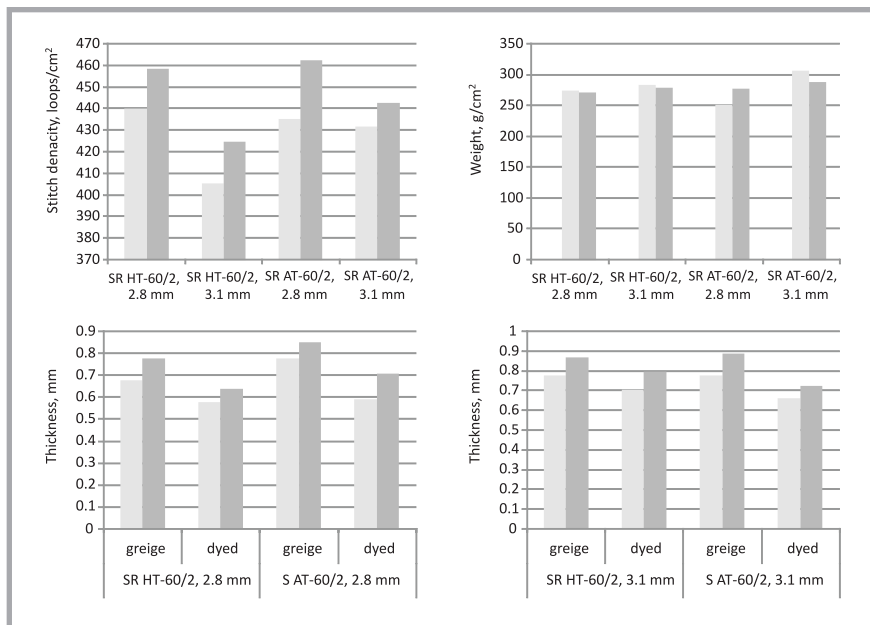 Stitch denacity, loops/cm²
470
460
450
440
430
420
410
400
390
380
370
SR HT-60/2, 2.8 mm
SR HT-60/2, 3.1 mm
SR AT-60/2, 2.8 mm
SR AT-60/2, 3.1 mm
Weight, g/cm²
350
300
250
200
150
100
50
0
SR HT-60/2, 2.8 mm
SR HT-60/2, 3.1 mm
SR AT-60/2, 2.8 mm
SR AT-60/2, 3.1 mm
Thickness, mm
0.9
0.8
0.7
0.6
0.5
0.4
0.3
0.2
0.1
0
greige
dyed
greige
dyed
SR HT-60/2, 2.8 mm
S AT-60/2, 2.8 mm
Thickness, mm
1
0.9
0.8
0.7
0.6
0.5
0.4
0.3
0.2
0.1
0
greige
dyed
greige
dyed
SR HT-60/2, 3.1 mm
S AT-60/2, 3.1 mm